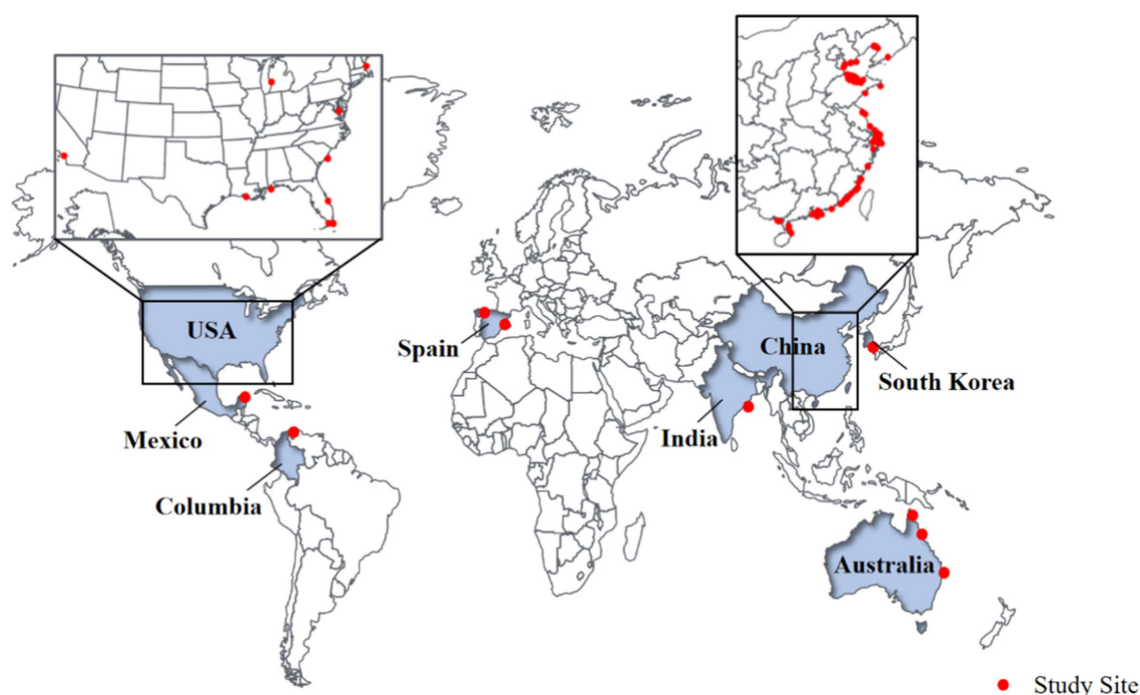 USA
Spain
China
South Korea
Mexico
India
Columbia
Australia
Study Site